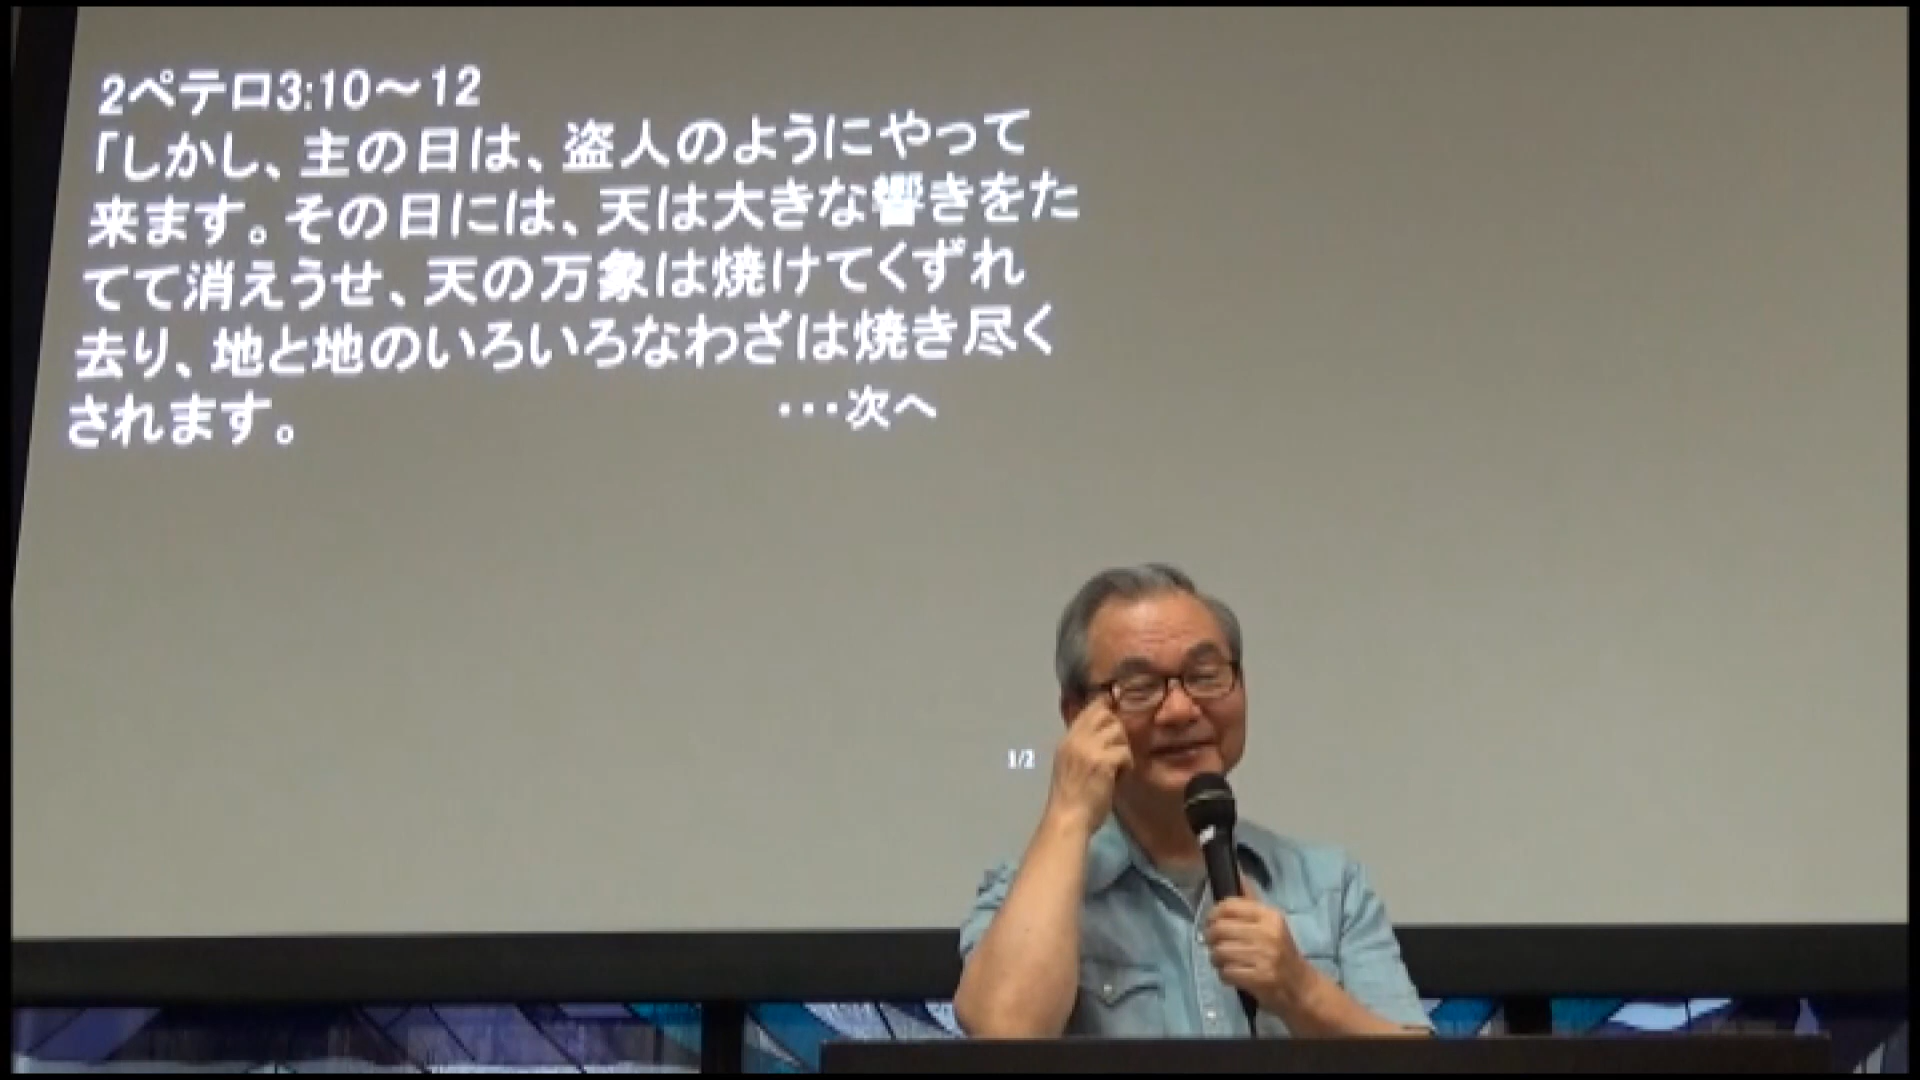 2ペテロ3:10～12
「しかし、主の日は、盗人のようにやって
来ます。その日には、天は大きな響きをた
てて消えうせ、天の万象は焼けてくずれ
去り、地と地のいろいろなわざは焼き尽く
されます。
・・・次へ
1/2